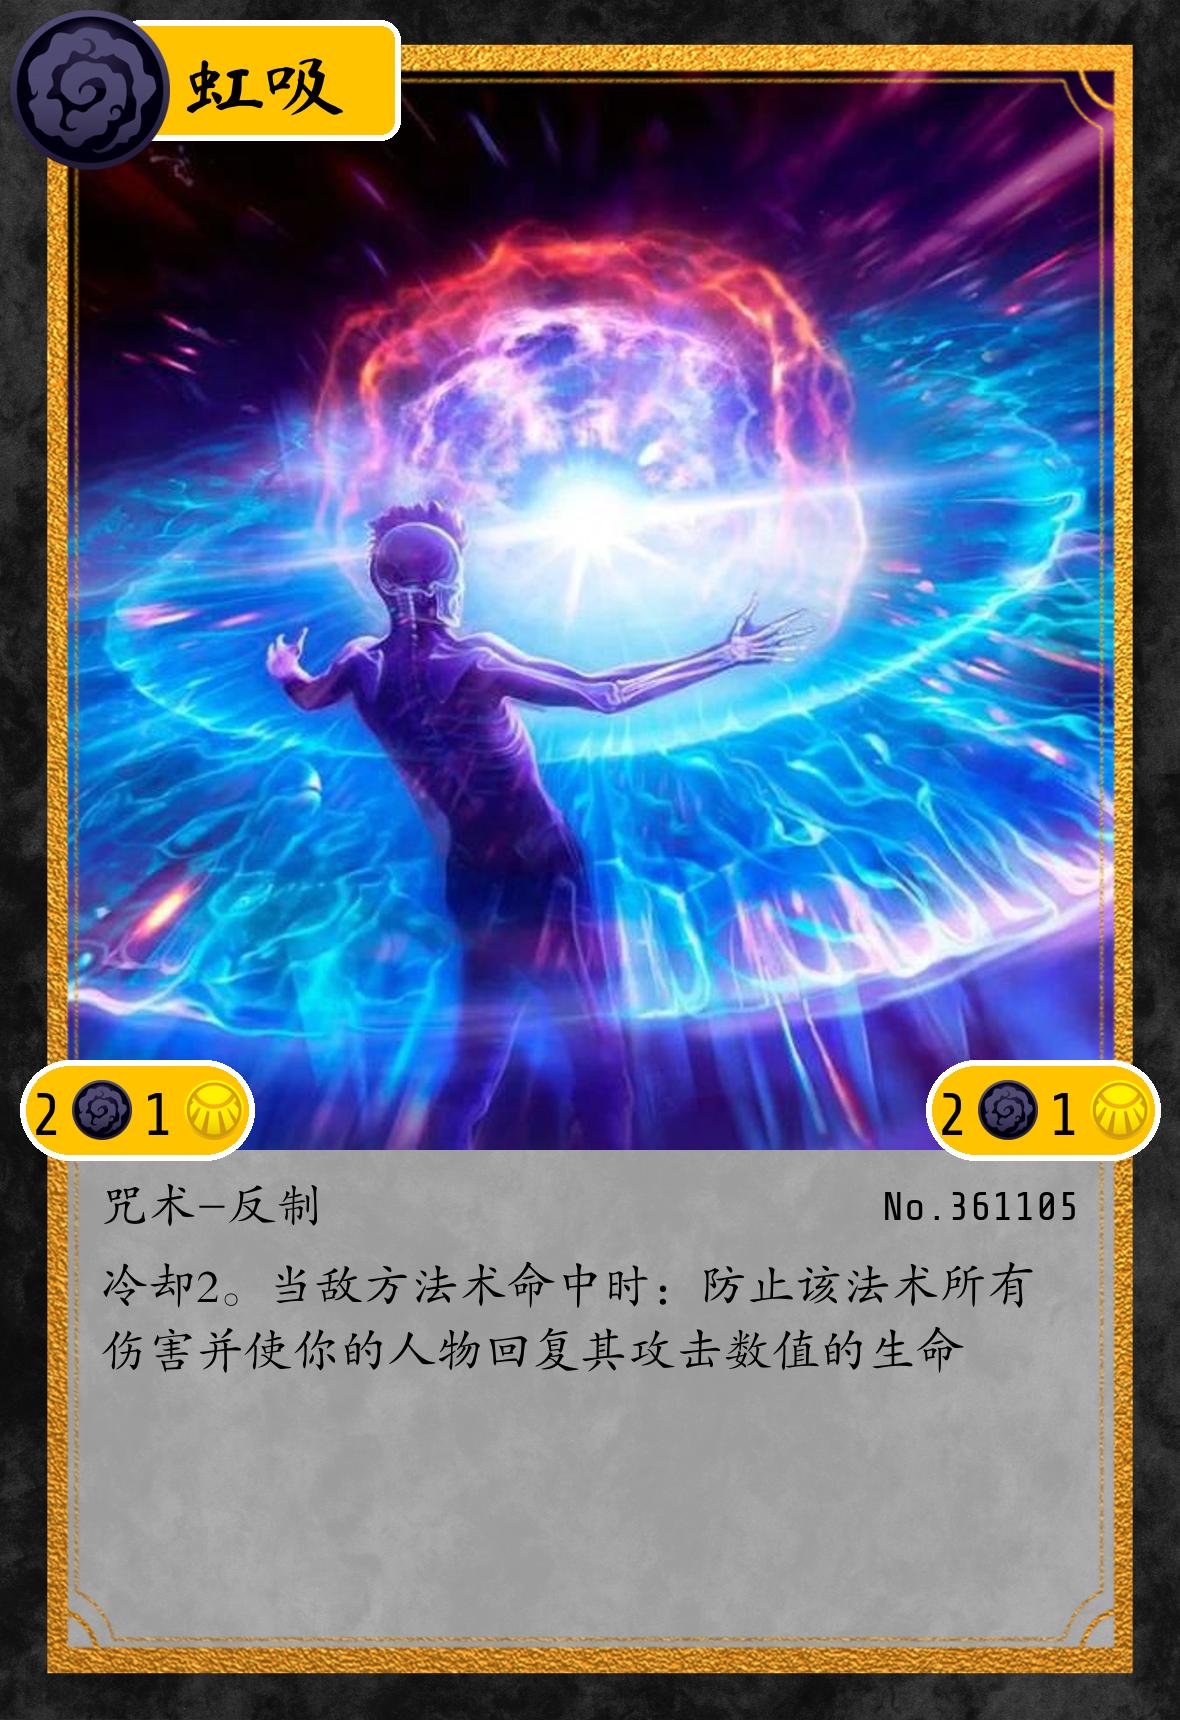 虹吸
2 1
2 1
咒术-反制
No.361105
冷却2。当敌方法术命中时：防止该法术所有
伤害并使你的人物回复其攻击数值的生命